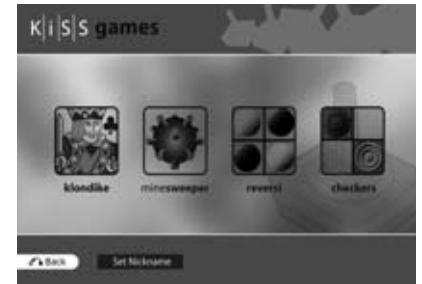 K|i|S|S games
klondike minesweeper reversi checkers
Back Set Nickname